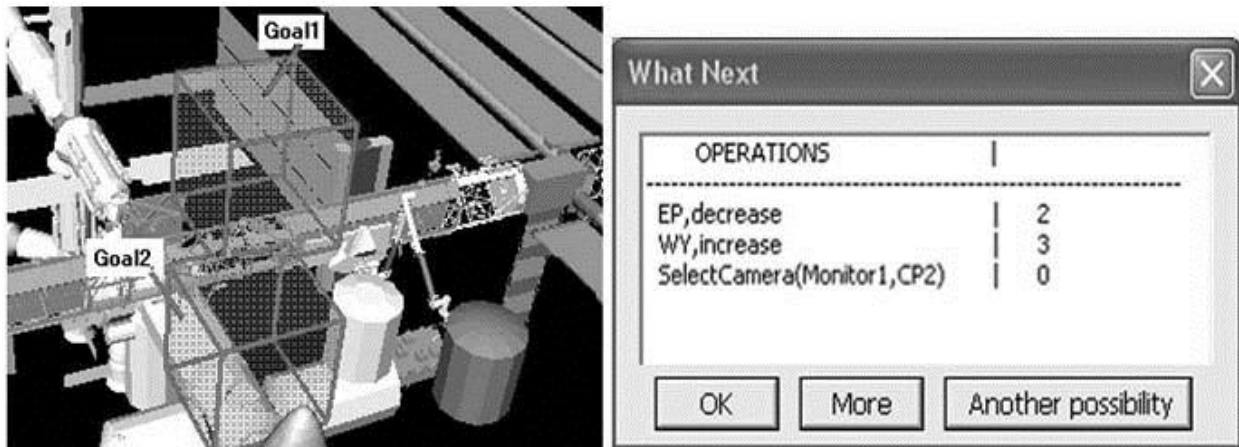 Goal1
Goal2
What Next
OPERATIONS |
--------------------------------------------------
EP,decrease | 2
WY,increase | 3
SelectCamera(Monitor1,CP2) | 0
OK More Another possibility